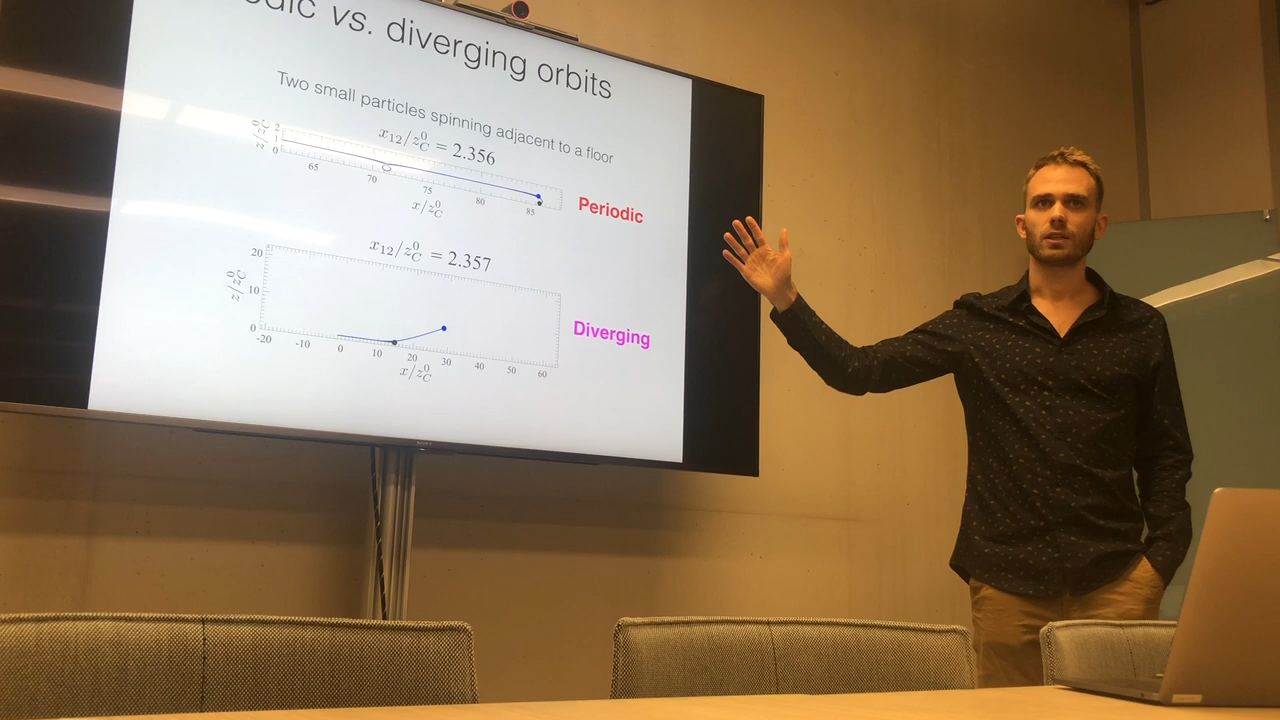 odic vs. diverging orbits
Two small particles spinning adjacent to a floor
x₁₂/z⁰_C = 2.356
z/z⁰_C
2
1
0
65 70 75 80 85
x/z⁰_C
Periodic
x₁₂/z⁰_C = 2.357
z/z⁰_C
20
10
0
-20 -10 0 10 20 30 40 50 60
x/z⁰_C
Diverging
SONY